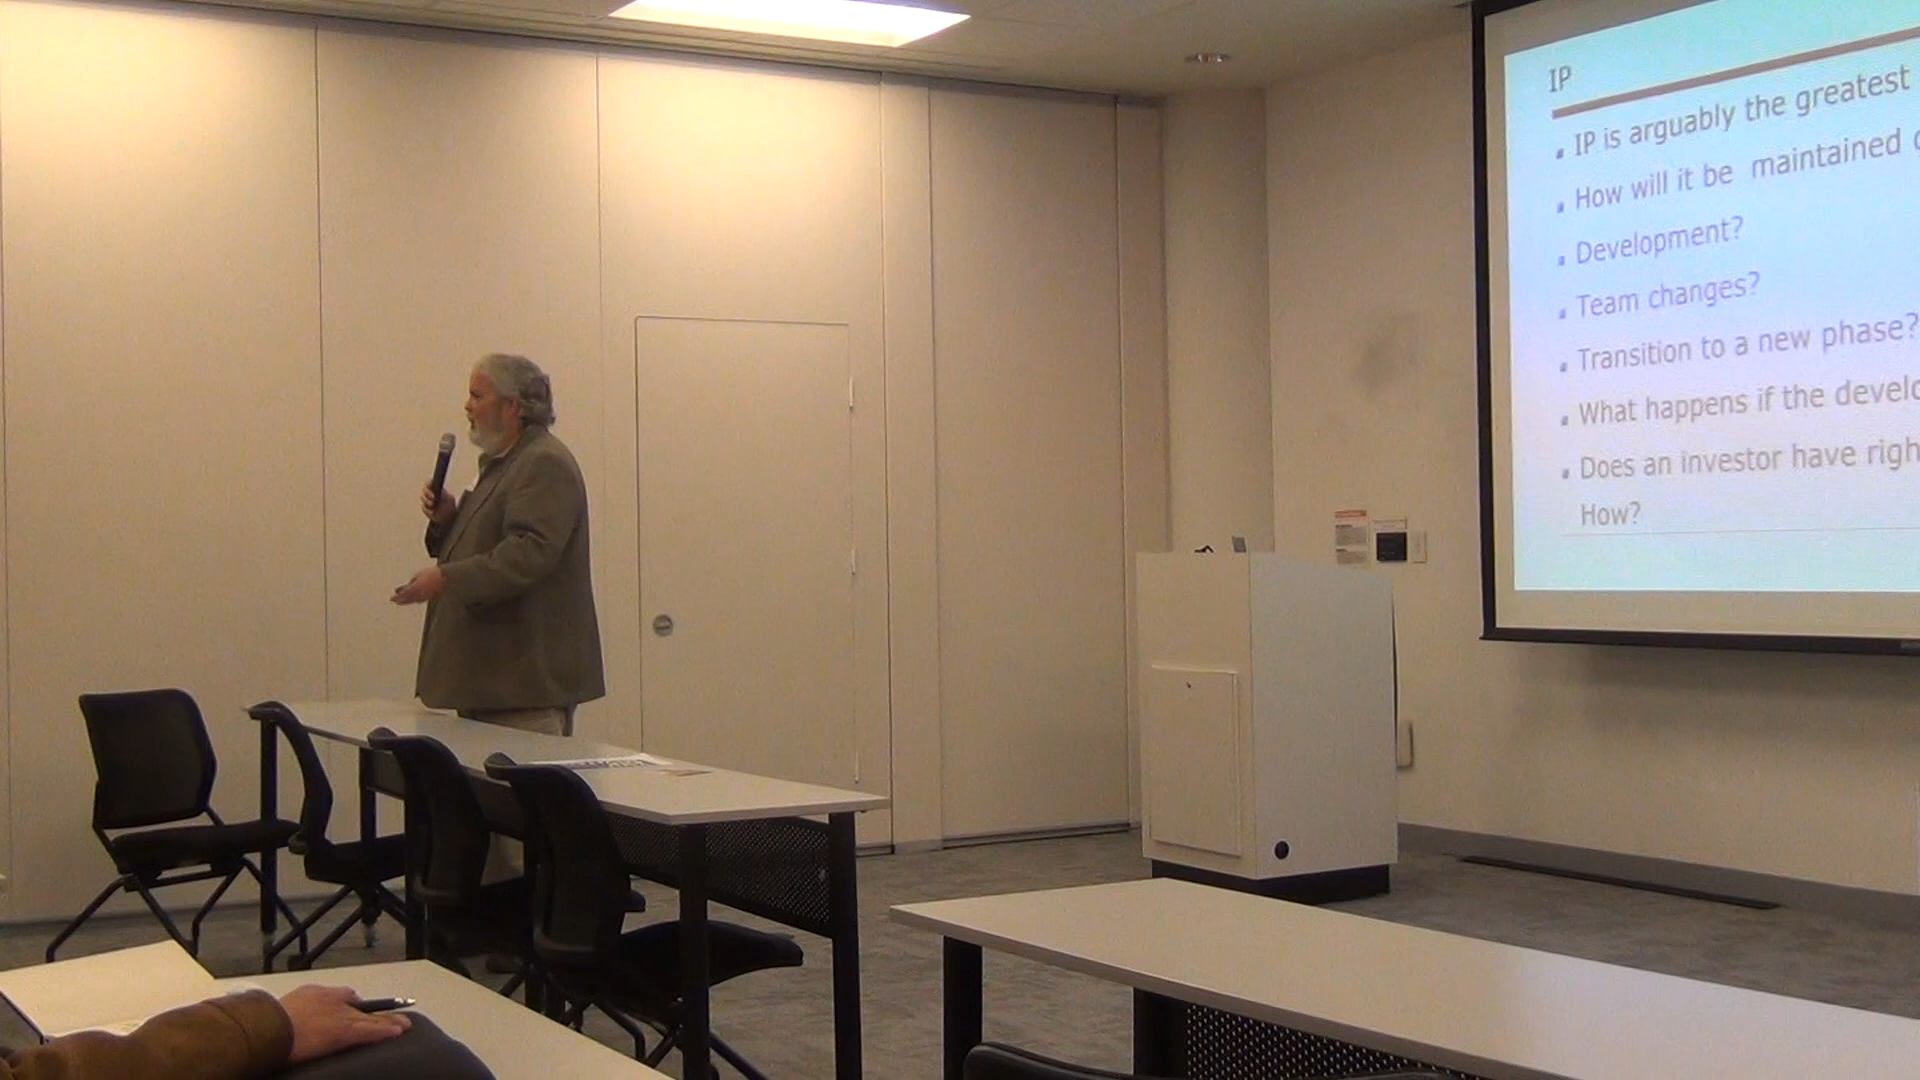 IP
IP is arguably the greatest
How will it be maintained
Development?
Team changes?
Transition to a new phase?
What happens if the develo
Does an investor have righ
How?